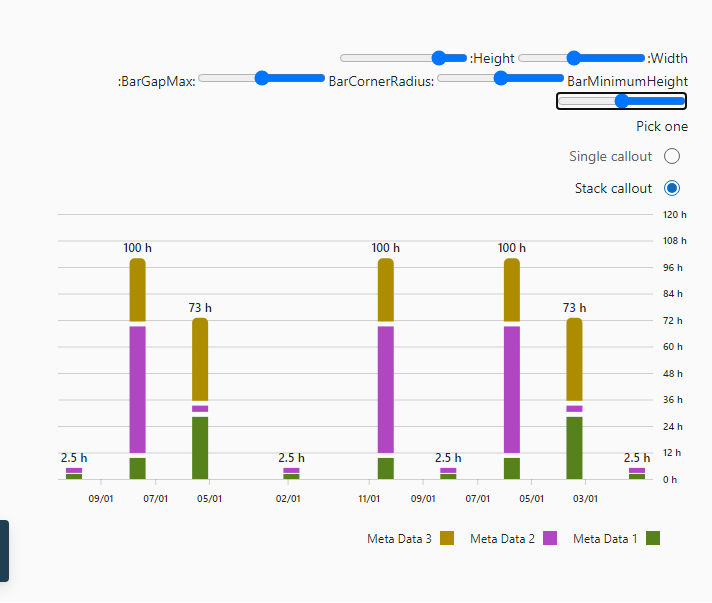 :Height :Width
:BarGapMax: BarCornerRadius: BarMinimumHeight
Pick one
Single callout
Stack callout
120 h
108 h
96 h
84 h
72 h
60 h
48 h
36 h
24 h
12 h
0 h
100 h 100 h 100 h
73 h 73 h
2.5 h 2.5 h 2.5 h 2.5 h
09/01 07/01 05/01 02/01 11/01 09/01 07/01 05/01 03/01
Meta Data 3 Meta Data 2 Meta Data 1